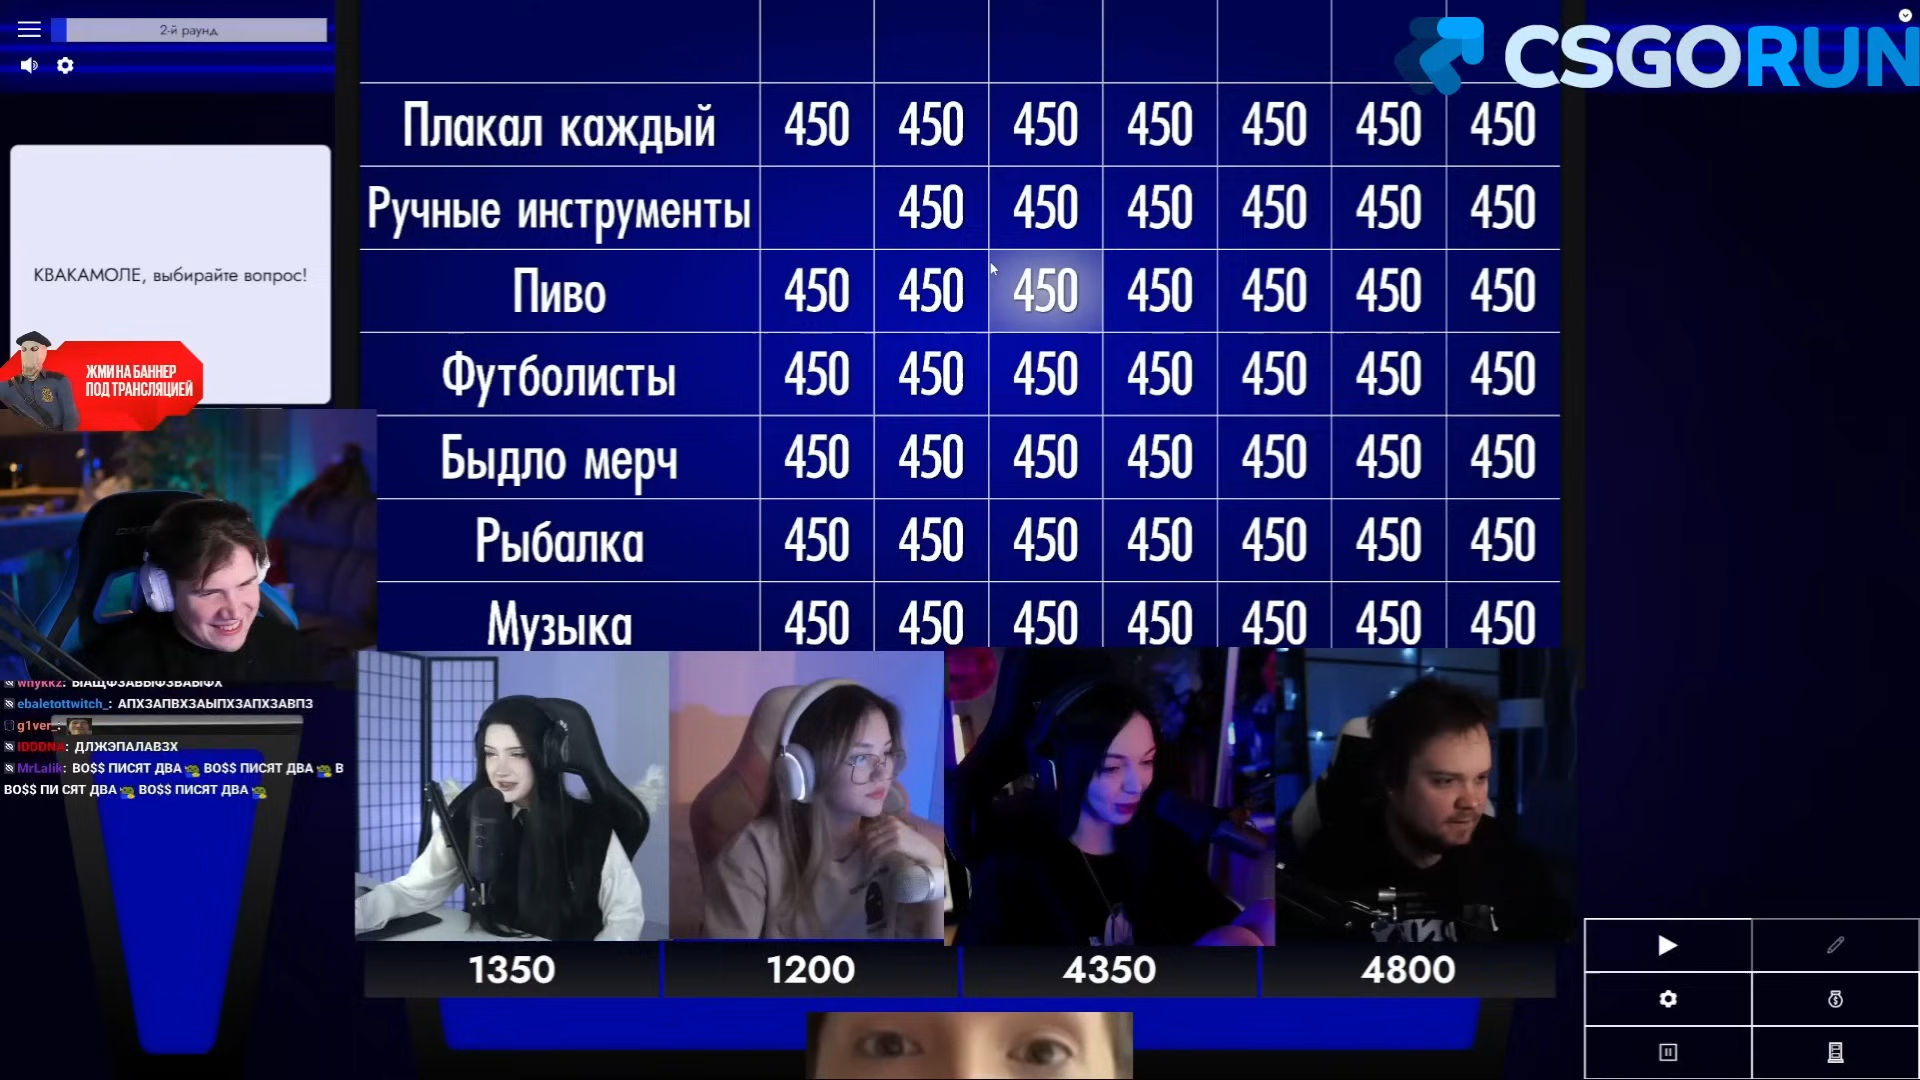 2-й раунд
CSGORUN
КВАКАМОЛЕ, выбирайте вопрос!
ЖМИ НА БАННЕР
ПОД ТРАНСЛЯЦИЕЙ
Плакал каждый 450 450 450 450 450 450 450
Ручные инструменты 450 450 450 450 450 450
Пиво 450 450 450 450 450 450 450
Футболисты 450 450 450 450 450 450 450
Быдло мерч 450 450 450 450 450 450 450
Рыбалка 450 450 450 450 450 450 450
Музыка 450 450 450 450 450 450 450
ebaletottwitch_: АПХЗАПВХЗАЫПХЗАПХЗАВПЗ
g1ver_:
IDDDNA: ДЛЖЭПАЛАВЗХ
MrLalik: BO$$ ПИСЯТ ДВА BO$$ ПИСЯТ ДВА В
BO$$ ПИ СЯТ ДВА BO$$ ПИСЯТ ДВА
1350 1200 4350 4800